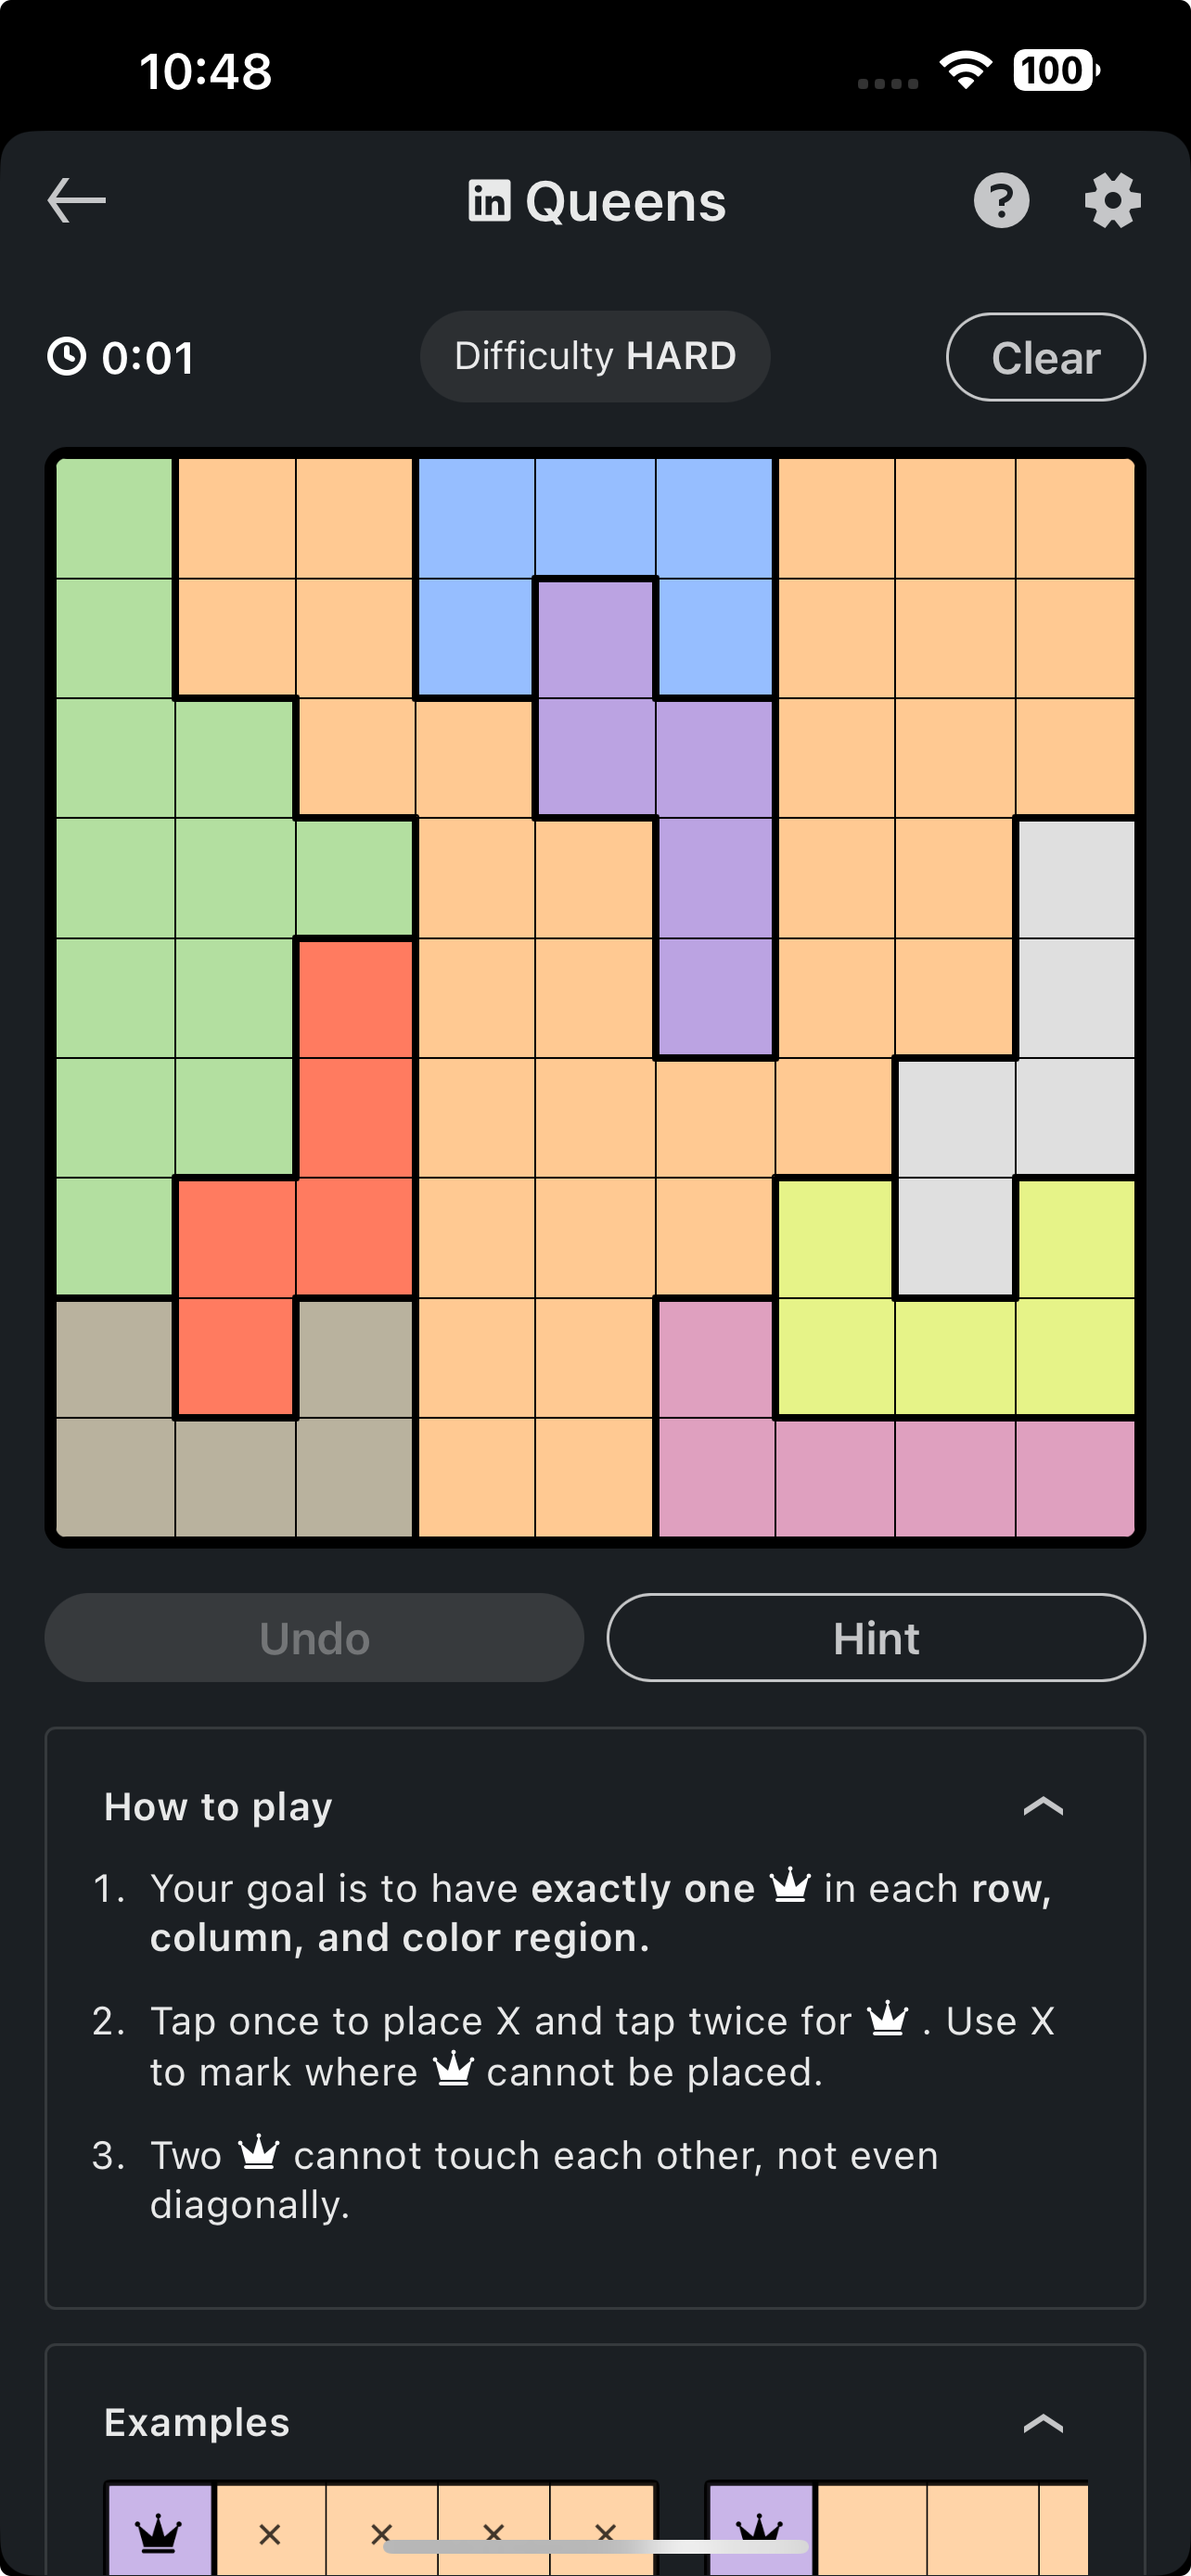 10:48
100
in Queens
?
0:01
Difficulty HARD
Clear
Undo
Hint
How to play
1. Your goal is to have exactly one in each row,
column, and color region.
2. Tap once to place X and tap twice for . Use X
to mark where cannot be placed.
3. Two cannot touch each other, not even
diagonally.
Examples